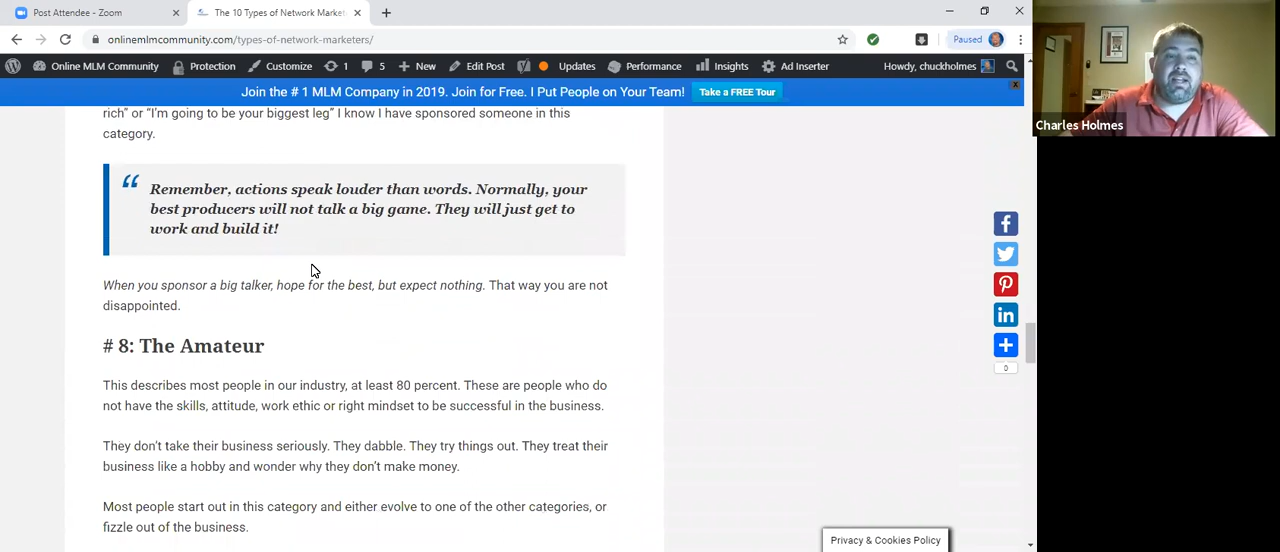 Post Attendee - Zoom
The 10 Types of Network Markete
onlinemlmcommunity.com/types-of-network-marketers/
Paused
Online MLM Community
Protection
Customize
1
5
New
Edit Post
Updates
Performance
Insights
Ad Inserter
Howdy, chuckholmes
Join the # 1 MLM Company in 2019. Join for Free. I Put People on Your Team!
Take a FREE Tour
X
Charles Holmes
rich” or “I’m going to be your biggest leg” I know I have sponsored someone in this
category.
“ Remember, actions speak louder than words. Normally, your
best producers will not talk a big game. They will just get to
work and build it!
When you sponsor a big talker, hope for the best, but expect nothing. That way you are not
disappointed.
# 8: The Amateur
This describes most people in our industry, at least 80 percent. These are people who do
not have the skills, attitude, work ethic or right mindset to be successful in the business.
They don’t take their business seriously. They dabble. They try things out. They treat their
business like a hobby and wonder why they don’t make money.
Most people start out in this category and either evolve to one of the other categories, or
fizzle out of the business.
0
Privacy & Cookies Policy